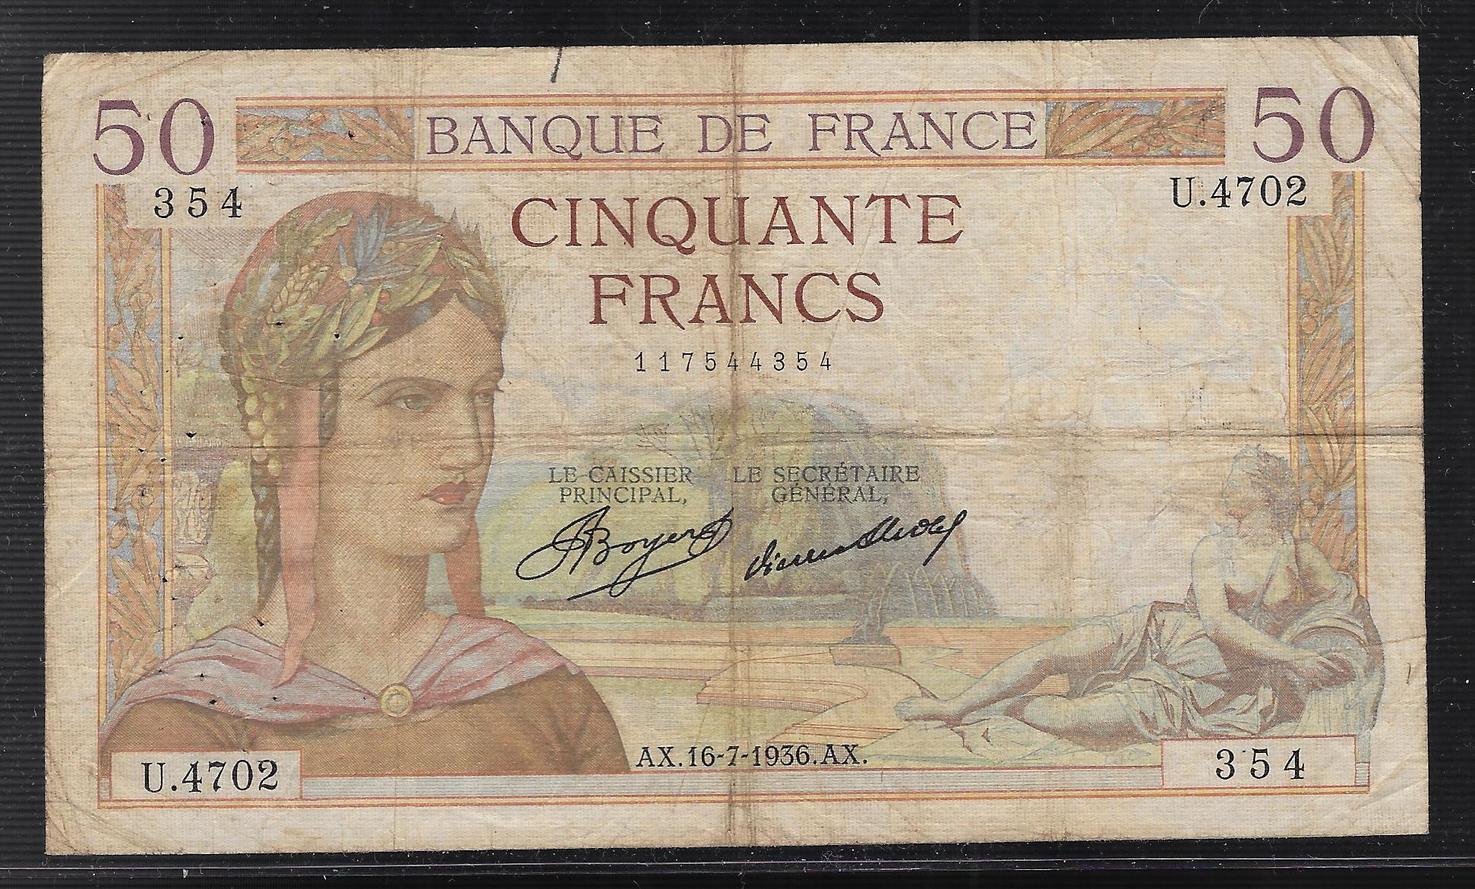 50 BANQUE DE FRANCE 50
354 U.4702
CINQUANTE
FRANCS
117544354
LE CAISSIER
PRINCIPAL,
LE SECRÉTAIRE
GÉNÉRAL,
Boyer
AX.16-7-1936.AX.
U.4702 354